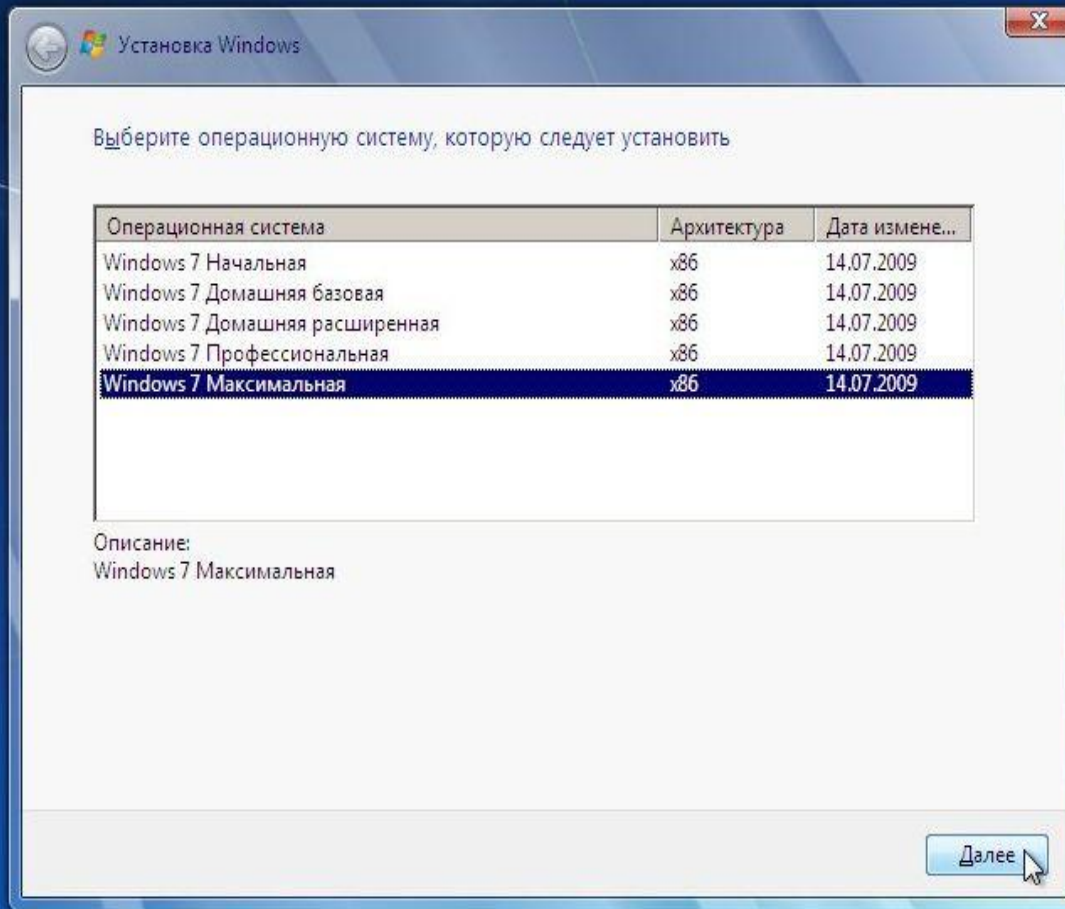 Установка Windows
Выберите операционную систему, которую следует установить
Операционная система Архитектура Дата измене...
Windows 7 Начальная x86 14.07.2009
Windows 7 Домашняя базовая x86 14.07.2009
Windows 7 Домашняя расширенная x86 14.07.2009
Windows 7 Профессиональная x86 14.07.2009
Windows 7 Максимальная x86 14.07.2009
Описание:
Windows 7 Максимальная
Далее